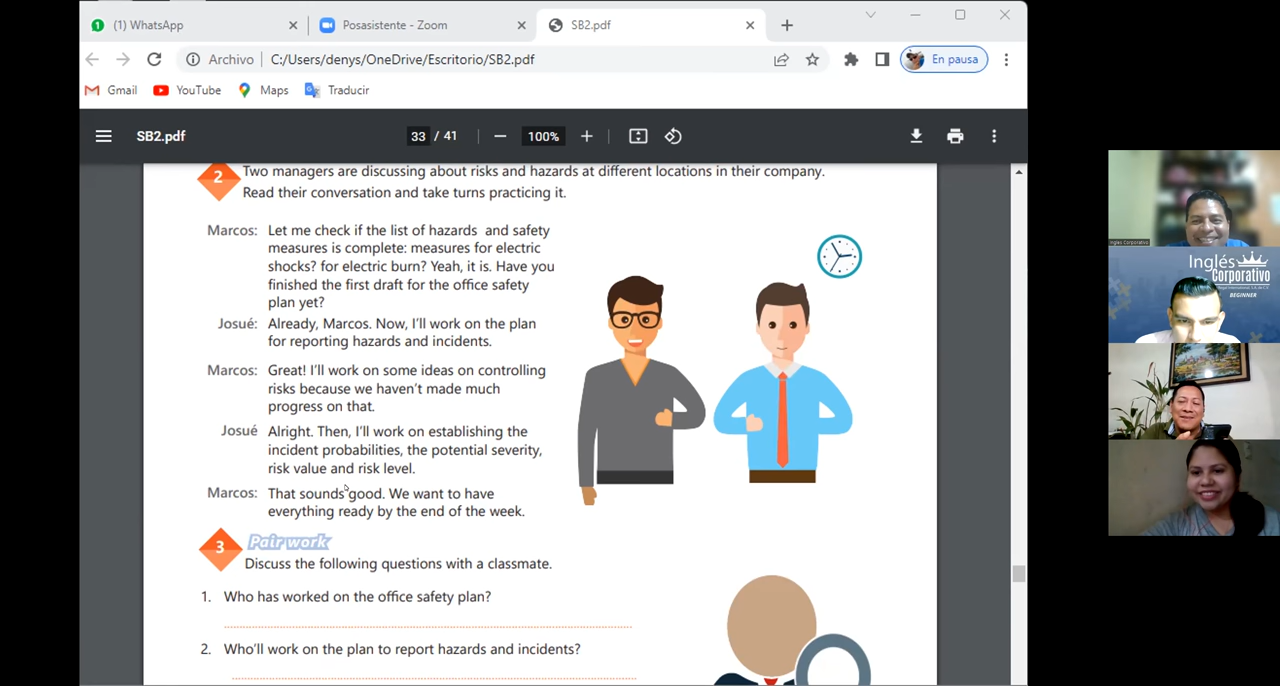 (1) WhatsApp
Posasistente - Zoom
SB2.pdf
Archivo
C:/Users/denys/OneDrive/Escritorio/SB2.pdf
En pausa
Gmail
YouTube
Maps
Traducir
SB2.pdf
33 / 41
100%
2
Two managers are discussing about risks and hazards at different locations in their company.
Read their conversation and take turns practicing it.
Marcos: Let me check if the list of hazards and safety
measures is complete: measures for electric
shocks? for electric burn? Yeah, it is. Have you
finished the first draft for the office safety
plan yet?
Josué: Already, Marcos. Now, I'll work on the plan
for reporting hazards and incidents.
Marcos: Great! I'll work on some ideas on controlling
risks because we haven't made much
progress on that.
Josué Alright. Then, I'll work on establishing the
incident probabilities, the potential severity,
risk value and risk level.
Marcos: That sounds good. We want to have
everything ready by the end of the week.
3
Pair work
Discuss the following questions with a classmate.
1. Who has worked on the office safety plan?
2. Who'll work on the plan to report hazards and incidents?
Ingles Corporativo
Inglés
Corporativo
BEGINNER